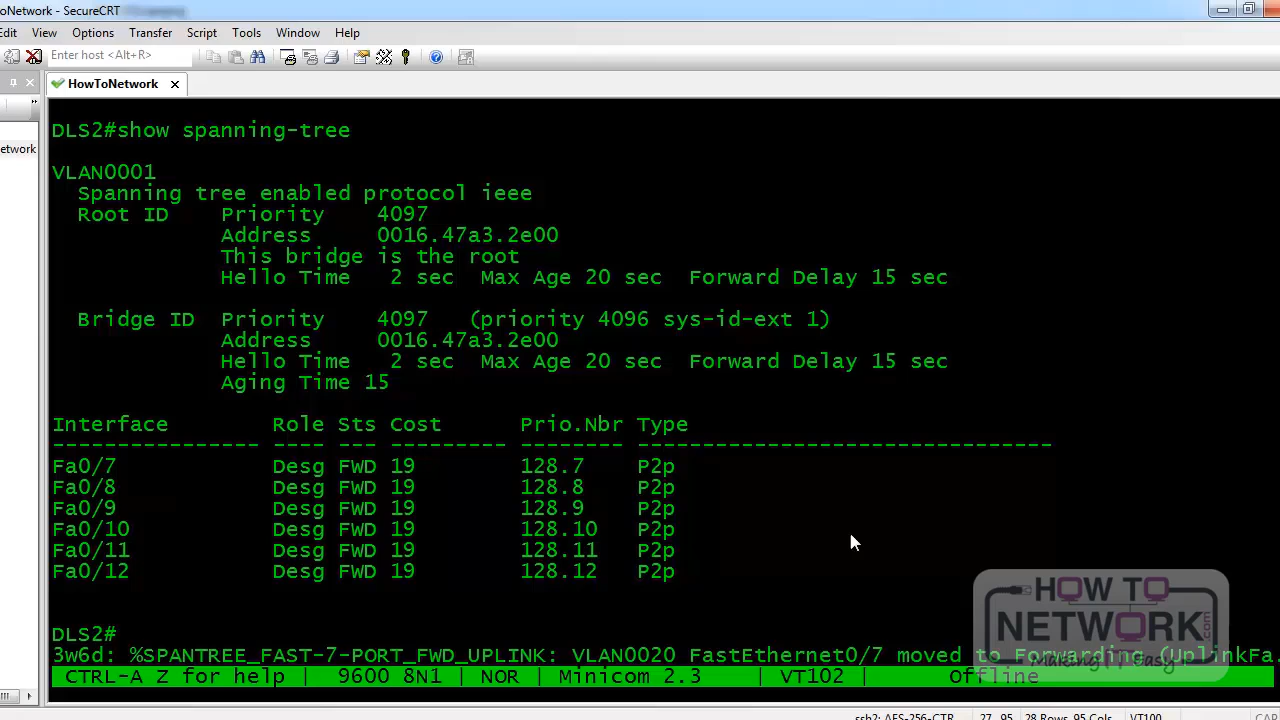 oNetwork - SecureCRT
Edit View Options Transfer Script Tools Window Help
Enter host <Alt+R>
HowToNetwork
etwork
DLS2#show spanning-tree
VLAN0001
Spanning tree enabled protocol ieee
Root ID Priority 4097
Address 0016.47a3.2e00
This bridge is the root
Hello Time 2 sec Max Age 20 sec Forward Delay 15 sec
Bridge ID Priority 4097 (priority 4096 sys-id-ext 1)
Address 0016.47a3.2e00
Hello Time 2 sec Max Age 20 sec Forward Delay 15 sec
Aging Time 15
Interface Role Sts Cost Prio.Nbr Type
---------------- ---- --- --------- -------- --------------------------------
Fa0/7 Desg FWD 19 128.7 P2p
Fa0/8 Desg FWD 19 128.8 P2p
Fa0/9 Desg FWD 19 128.9 P2p
Fa0/10 Desg FWD 19 128.10 P2p
Fa0/11 Desg FWD 19 128.11 P2p
Fa0/12 Desg FWD 19 128.12 P2p
HOW TO
NETWORK.com
Making IT Easy
DLS2#
3w6d: %SPANTREE_FAST-7-PORT_FWD_UPLINK: VLAN0020 FastEthernet0/7 moved to Forwarding (UplinkFa.
CTRL-A Z for help | 9600 8N1 | NOR | Minicom 2.3 | VT102 | Offline
ssh2: AES-256-CTR 27, 95 28 Rows, 95 Cols VT100 CAP